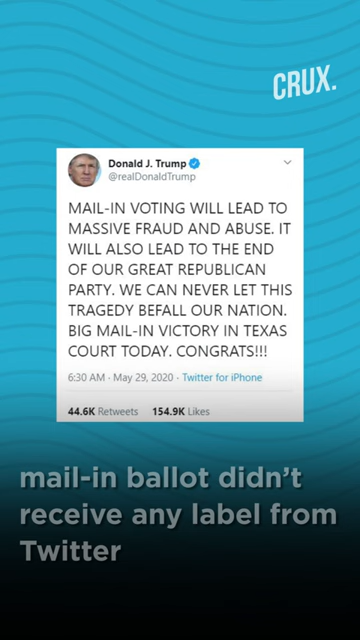 CRUX.
Donald J. Trump
@realDonaldTrump
MAIL-IN VOTING WILL LEAD TO
MASSIVE FRAUD AND ABUSE. IT
WILL ALSO LEAD TO THE END
OF OUR GREAT REPUBLICAN
PARTY. WE CAN NEVER LET THIS
TRAGEDY BEFALL OUR NATION.
BIG MAIL-IN VICTORY IN TEXAS
COURT TODAY. CONGRATS!!!
6:30 AM · May 29, 2020 · Twitter for iPhone
44.6K Retweets 154.9K Likes
mail-in ballot didn’t
receive any label from
Twitter